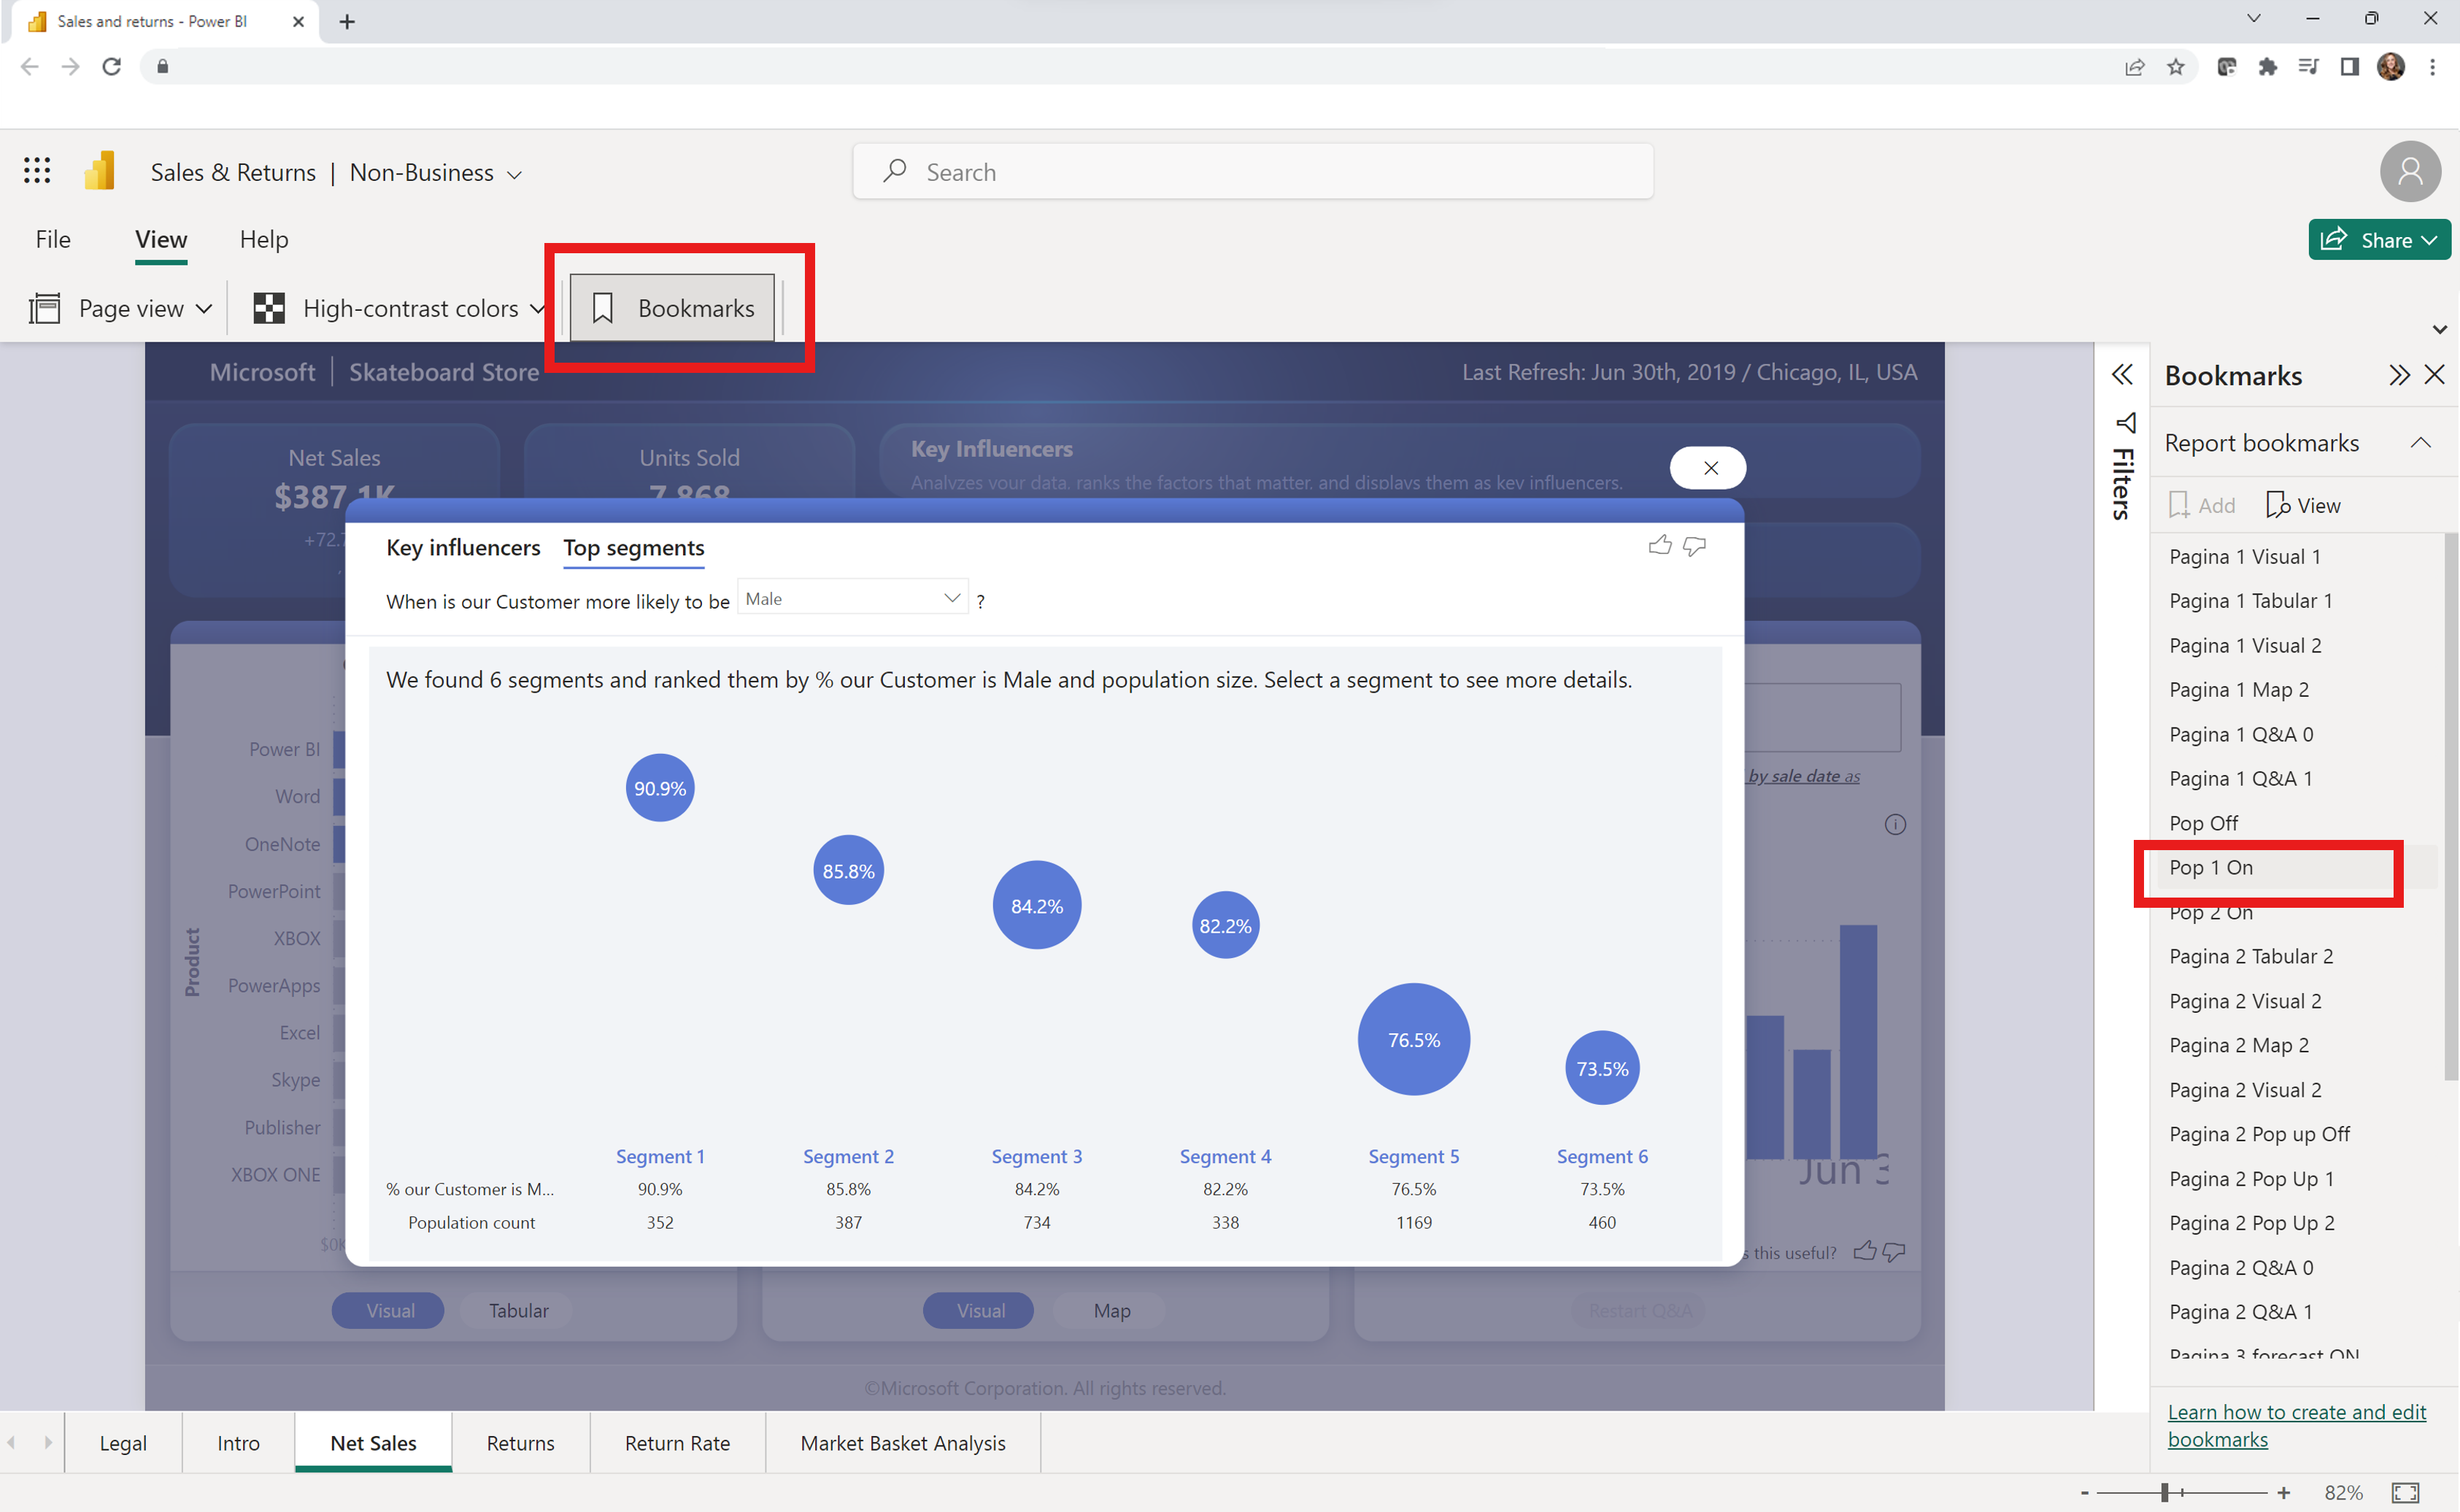 Sales and returns - Power BI
Sales & Returns | Non-Business
Search
File View Help
Share
Page view High-contrast colors Bookmarks
Microsoft | Skateboard Store
Last Refresh: Jun 30th, 2019 / Chicago, IL, USA
Net Sales
$387.1K
+72.
Units Sold
7,868
Key Influencers
Analyzes your data, ranks the factors that matter, and displays them as key influencers.
Key influencers Top segments
When is our Customer more likely to be Male ?
We found 6 segments and ranked them by % our Customer is Male and population size. Select a segment to see more details.
90.9%
85.8%
84.2%
82.2%
76.5%
73.5%
Segment 1 Segment 2 Segment 3 Segment 4 Segment 5 Segment 6
% our Customer is M... 90.9% 85.8% 84.2% 82.2% 76.5% 73.5%
Population count 352 387 734 338 1169 460
Product
Power BI
Word
OneNote
PowerPoint
XBOX
PowerApps
Excel
Skype
Publisher
XBOX ONE
$0K
by sale date as
Jun 3
s this useful?
Visual Tabular
Visual Map
Restart Q&A
©Microsoft Corporation. All rights reserved.
Filters
Bookmarks
Report bookmarks
Add View
Pagina 1 Visual 1
Pagina 1 Tabular 1
Pagina 1 Visual 2
Pagina 1 Map 2
Pagina 1 Q&A 0
Pagina 1 Q&A 1
Pop Off
Pop 1 On
Pop 2 On
Pagina 2 Tabular 2
Pagina 2 Visual 2
Pagina 2 Map 2
Pagina 2 Visual 2
Pagina 2 Pop up Off
Pagina 2 Pop Up 1
Pagina 2 Pop Up 2
Pagina 2 Q&A 0
Pagina 2 Q&A 1
Pagina 3 forecast ON
Learn how to create and edit
bookmarks
Legal Intro Net Sales Returns Return Rate Market Basket Analysis
- + 82%